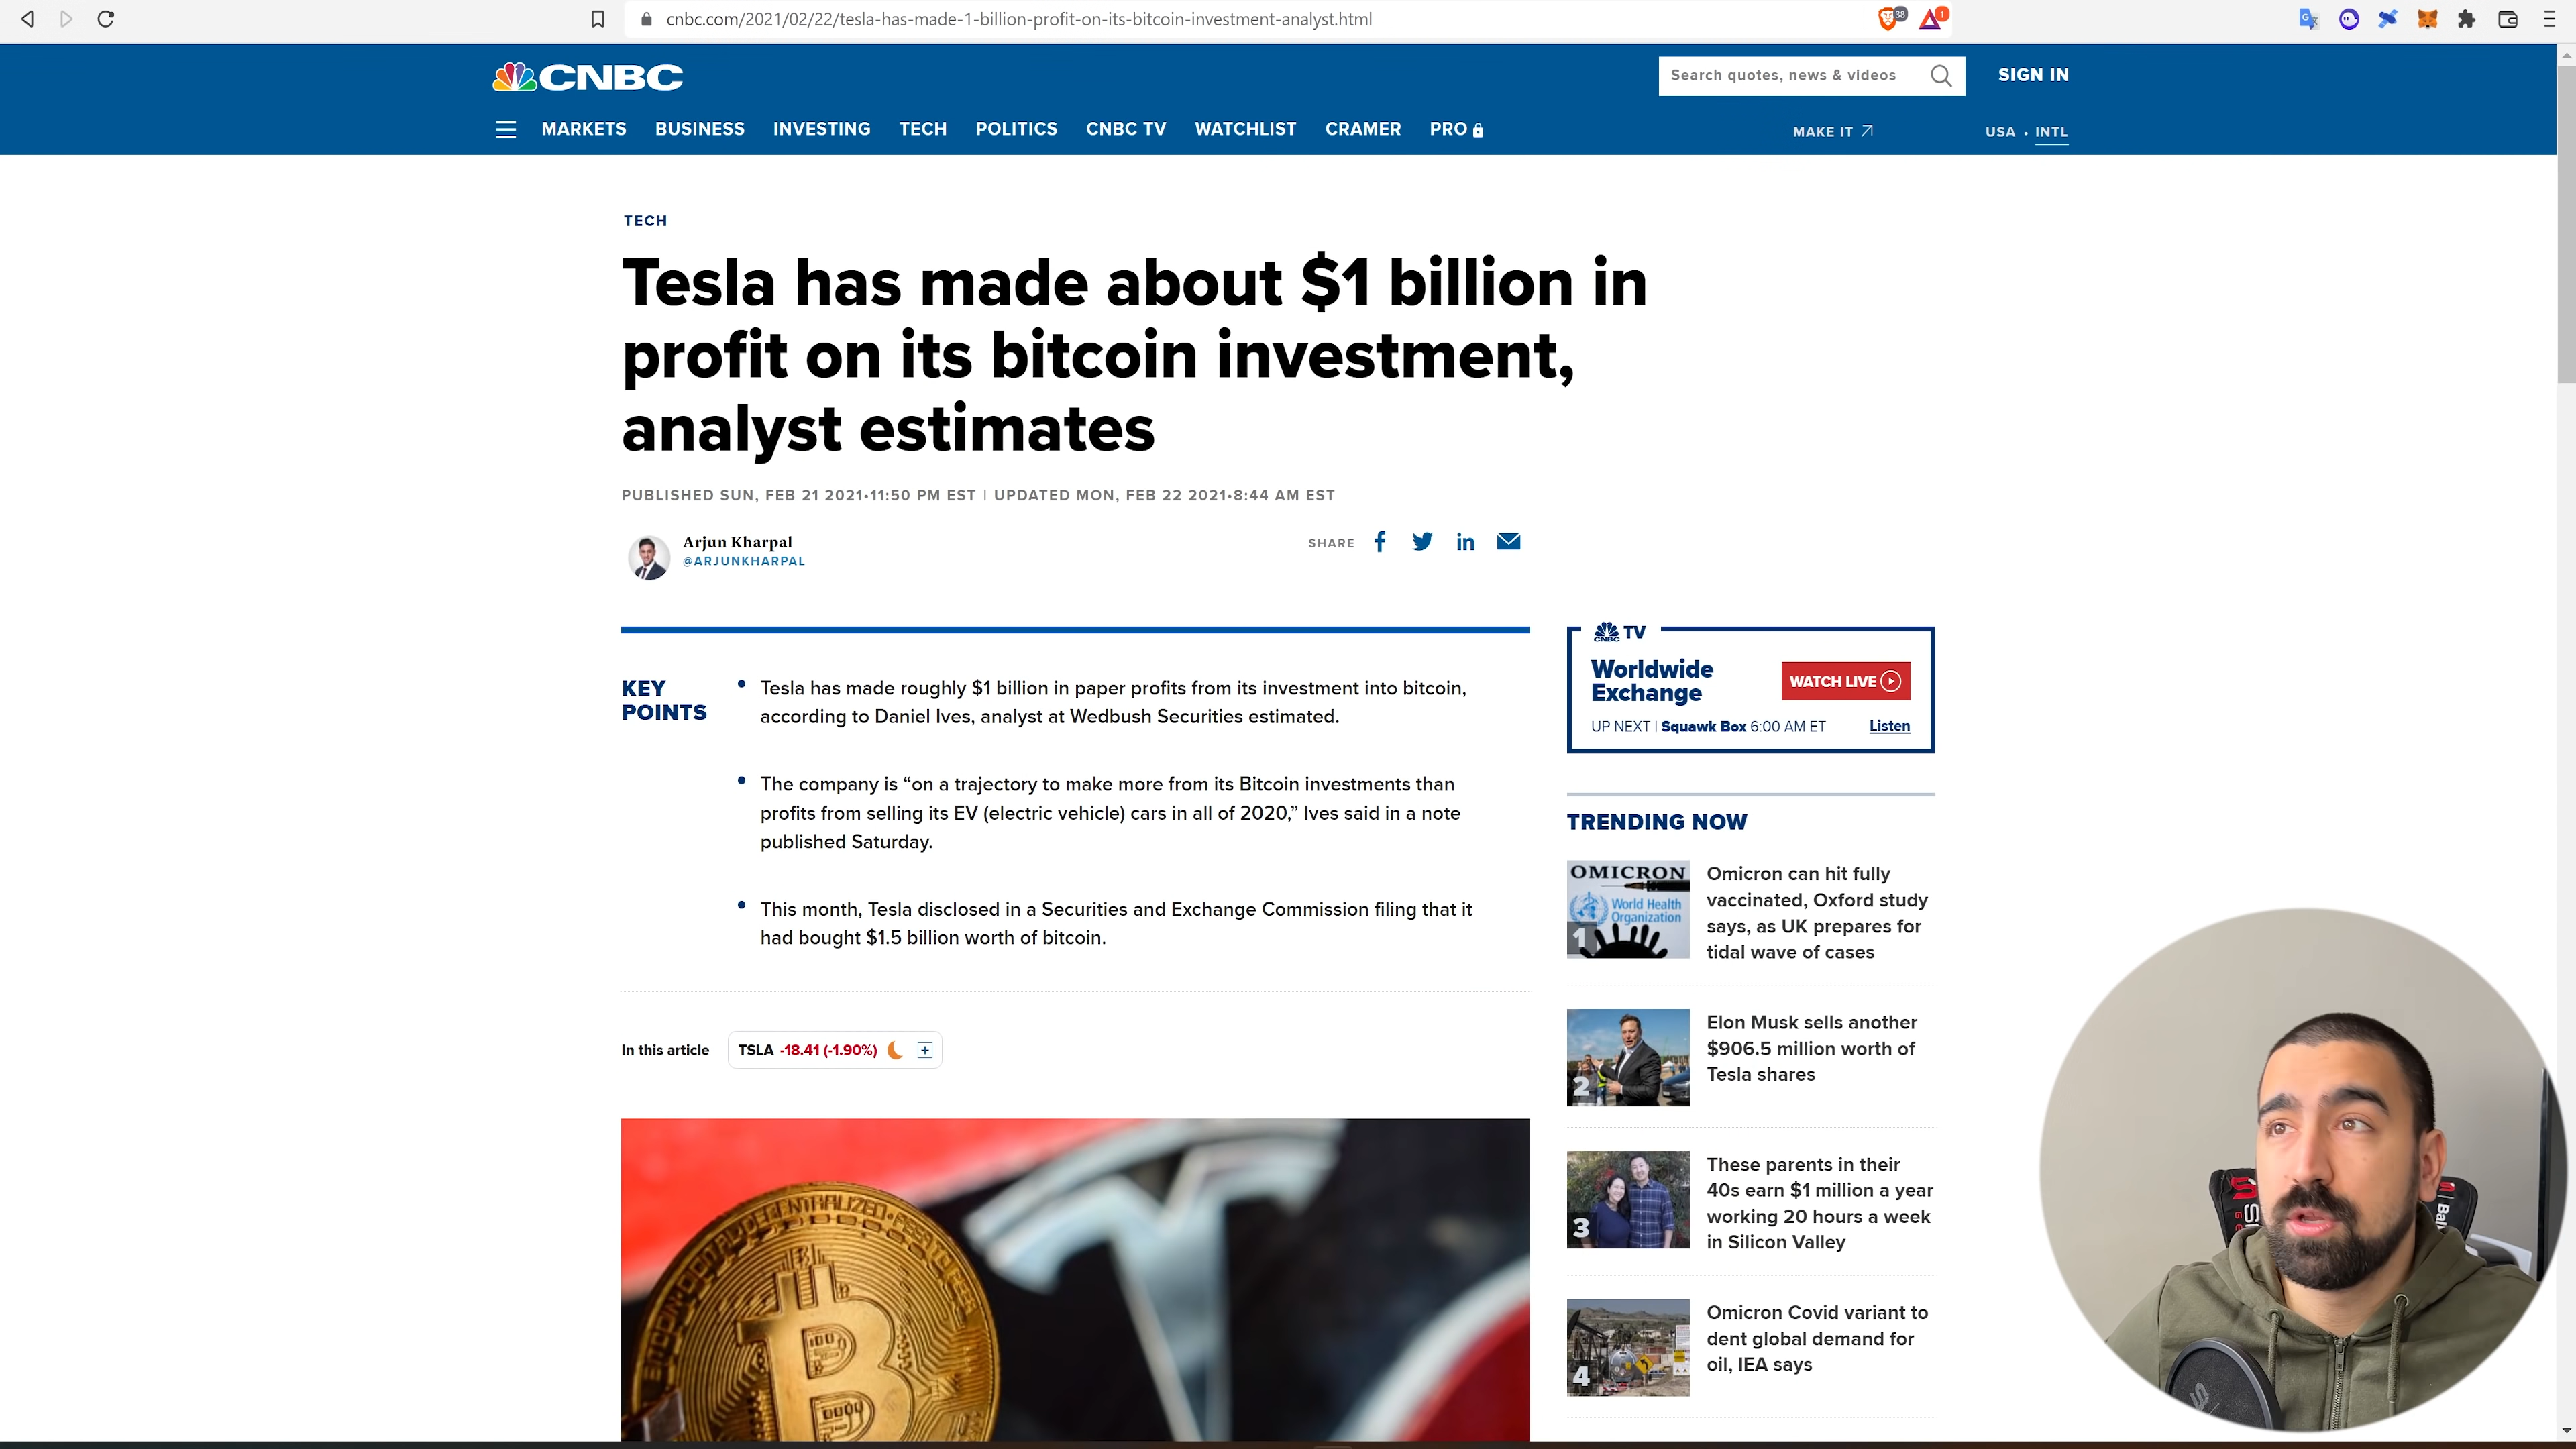 cnbc.com/2021/02/22/tesla-has-made-1-billion-profit-on-its-bitcoin-investment-analyst.html
38
1
CNBC
Search quotes, news & videos
SIGN IN
MARKETS BUSINESS INVESTING TECH POLITICS CNBC TV WATCHLIST CRAMER PRO
MAKE IT
USA • INTL
TECH
Tesla has made about $1 billion in
profit on its bitcoin investment,
analyst estimates
PUBLISHED SUN, FEB 21 2021•11:50 PM EST | UPDATED MON, FEB 22 2021•8:44 AM EST
Arjun Kharpal
@ARJUNKHARPAL
SHARE
KEY
POINTS
• Tesla has made roughly $1 billion in paper profits from its investment into bitcoin,
according to Daniel Ives, analyst at Wedbush Securities estimated.
• The company is “on a trajectory to make more from its Bitcoin investments than
profits from selling its EV (electric vehicle) cars in all of 2020,” Ives said in a note
published Saturday.
• This month, Tesla disclosed in a Securities and Exchange Commission filing that it
had bought $1.5 billion worth of bitcoin.
In this article
TSLA -18.41 (-1.90%)
DECENTRALIZED
CNBC TV
Worldwide
Exchange
WATCH LIVE
UP NEXT | Squawk Box 6:00 AM ET
Listen
TRENDING NOW
OMICRON
World Health
Organization
1
Omicron can hit fully
vaccinated, Oxford study
says, as UK prepares for
tidal wave of cases
2
Elon Musk sells another
$906.5 million worth of
Tesla shares
3
These parents in their
40s earn $1 million a year
working 20 hours a week
in Silicon Valley
4
Omicron Covid variant to
dent global demand for
oil, IEA says